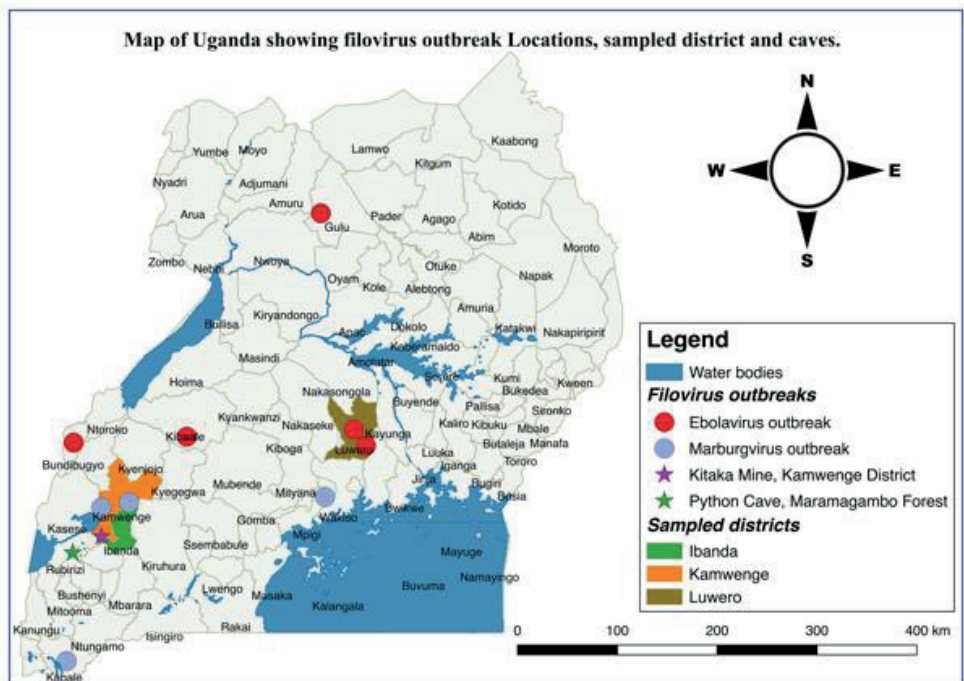 Map of Uganda showing filovirus outbreak Locations, sampled district and caves.
N
W
E
S
Kaabong
Lamwo
Yumbe
Moyo
Kitgum
Nyadri
Adjumani
Kotido
Amuru
Arua
Pader
Agago
Gulu
Abim
Moroto
Zombo
Nebbi
Nwoya
Otuke
Oyam
Napak
Kole
Alebtong
Amuria
Kiryandongo
Buliisa
Apac
Dokolo
Katakwi
Nakapiripirit
Kaberamaido
Masindi
Amolatar
Hoima
Serere
Kumi
Kween
Nakasongola
Bukedea
Buyende
Pallisa
Kyankwanzi
Sironko
Ntoroko
Kibaale
Nakaseke
Kayunga
Kaliro
Kibuku
Mbale
Bundibugyo
Kiboga
Luwero
Butaleja
Manafa
Kyenjojo
Luuka
Iganga
Tororo
Kyegegwa
Mubende
Mityana
Jinja
Bugiri
Busia
Kamwenge
Wakiso
Buikwe
Kasese
Gomba
Mpigi
Ibanda
Ssembabule
Mayuge
Rubirizi
Kiruhura
Namayingo
Bushenyi
Lwengo
Masaka
Buvuma
Mitooma
Mbarara
Kalangala
Kanungu
Rakai
Isingiro
Ntungamo
Kabale
Legend
Water bodies
Filovirus outbreaks
Ebolavirus outbreak
Marburgvirus outbreak
Kitaka Mine, Kamwenge District
Python Cave, Maramagambo Forest
Sampled districts
Ibanda
Kamwenge
Luwero
0 100 200 300 400 km